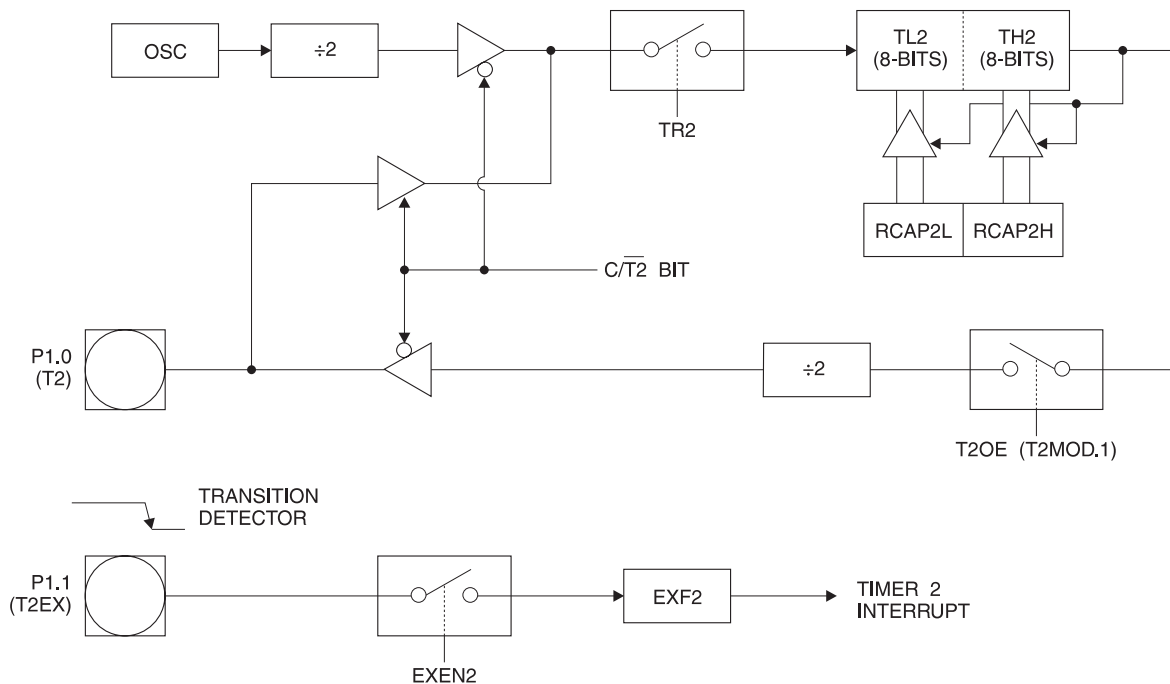 OSC
÷2
TR2
TL2
(8-BITS)
TH2
(8-BITS)
RCAP2L
RCAP2H
C/T2 BIT
P1.0
(T2)
÷2
T2OE (T2MOD.1)
TRANSITION
DETECTOR
P1.1
(T2EX)
EXEN2
EXF2
TIMER 2
INTERRUPT